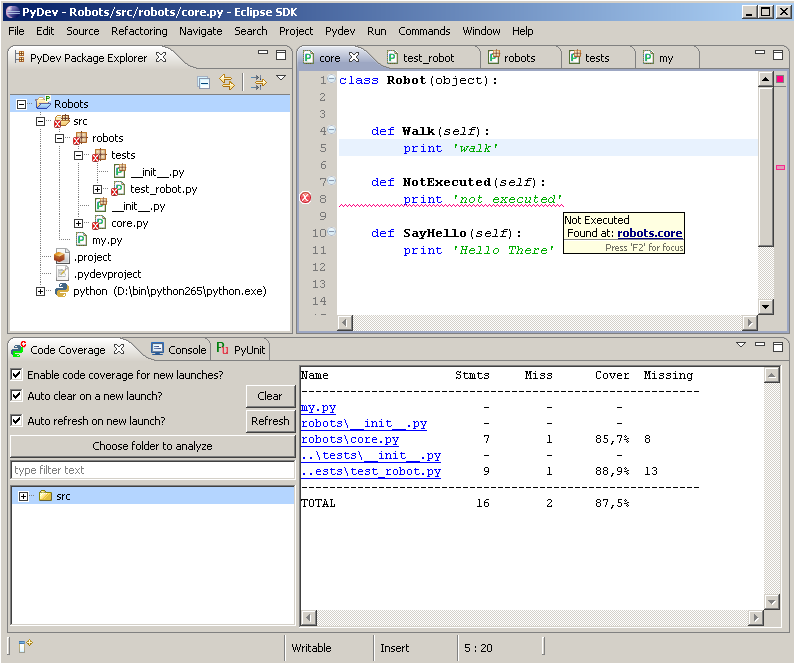 PyDev - Robots/src/robots/core.py - Eclipse SDK
File Edit Source Refactoring Navigate Search Project Pydev Run Commands Window Help
PyDev Package Explorer
Robots
src
robots
tests
__init__.py
test_robot.py
__init__.py
core.py
my.py
.project
.pydevproject
python (D:\bin\python265\python.exe)
core test_robot robots tests my
1 class Robot(object):
2
3
4 def Walk(self):
5 print 'walk'
6
7 def NotExecuted(self):
8 print 'not executed'
9
10 def SayHello(self):
11 print 'Hello There'
12
13
14
Not Executed
Found at: robots.core
Press 'F2' for focus
Code Coverage Console PyUnit
Enable code coverage for new launches?
Auto clear on a new launch? Clear
Auto refresh on new launch? Refresh
Choose folder to analyze
type filter text
src
Name Stmts Miss Cover Missing
-----------------------------------------------------
my.py - - -
robots\__init__.py - - -
robots\core.py 7 1 85,7% 8
..\tests\__init__.py - - -
..ests\test_robot.py 9 1 88,9% 13
-----------------------------------------------------
TOTAL 16 2 87,5%
Writable Insert 5 : 20